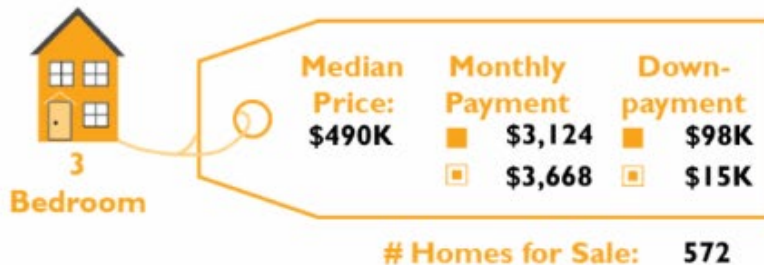 Median Monthly Down-
Price: Payment payment
$490K $3,124 $98K
$3,668 $15K
3
Bedroom
# Homes for Sale: 572